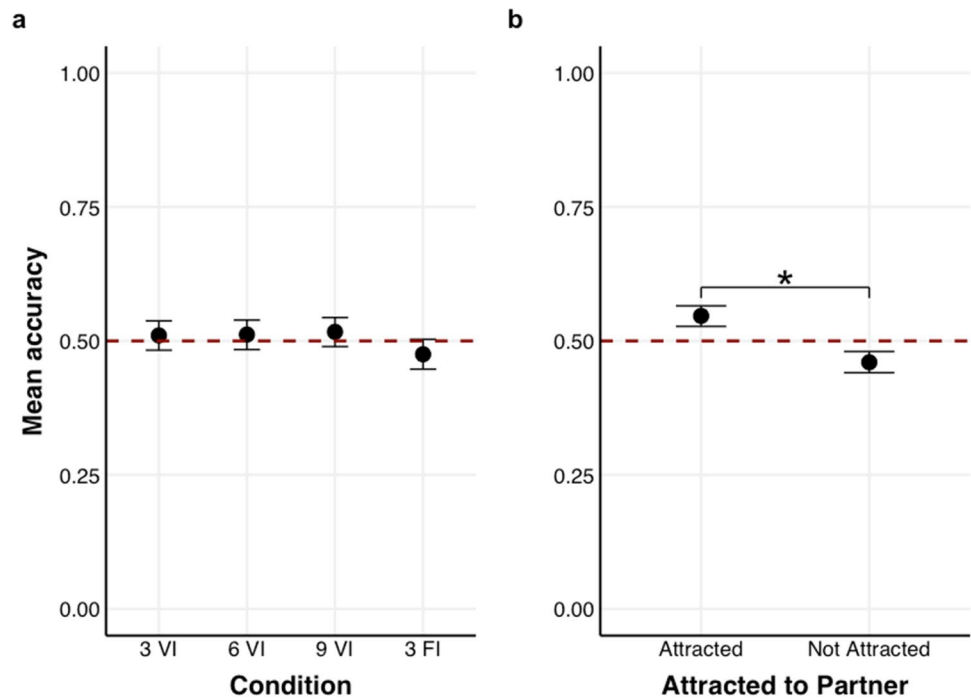 a
Mean accuracy
1.00
0.75
0.50
0.25
0.00
3 VI 6 VI 9 VI 3 FI
Condition
b
1.00
0.75
0.50
0.25
0.00
*
Attracted Not Attracted
Attracted to Partner